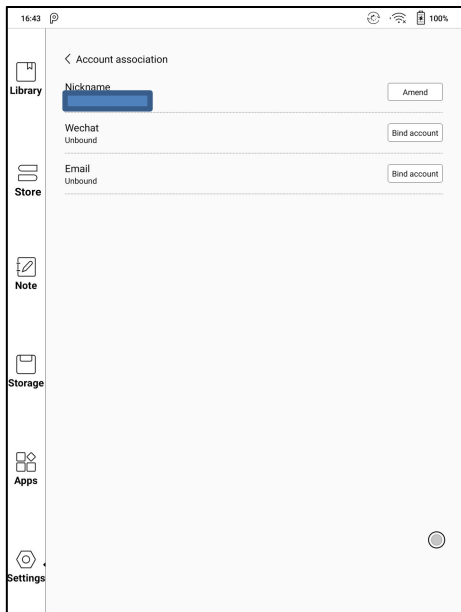 16:43
100%
Account association
Nickname
Amend
Wechat
Unbound
Bind account
Email
Unbound
Bind account
Library
Store
Note
Storage
Apps
Settings